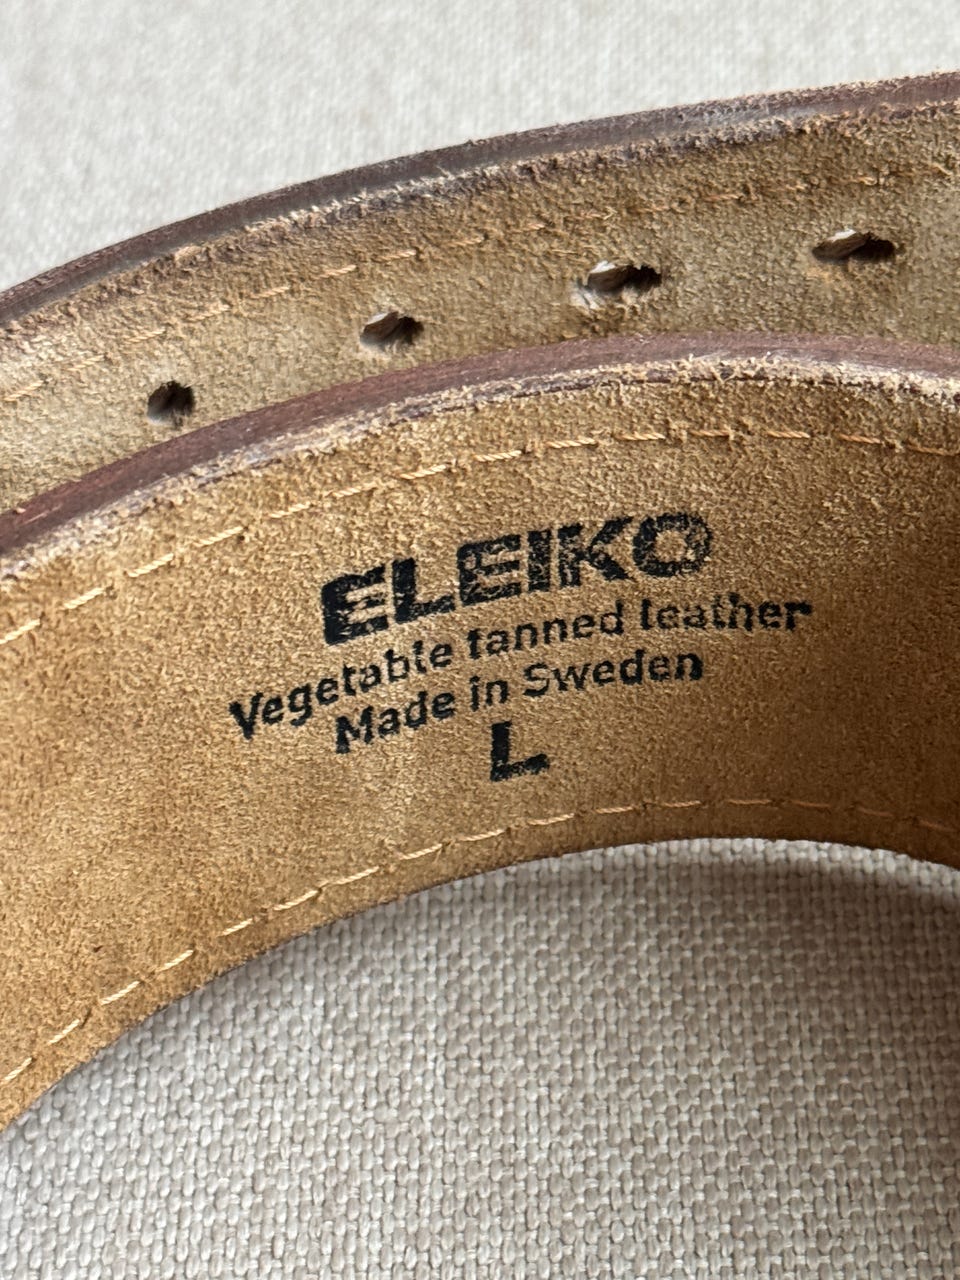 ELEIKO
Vegetable tanned leather
Made in Sweden
L